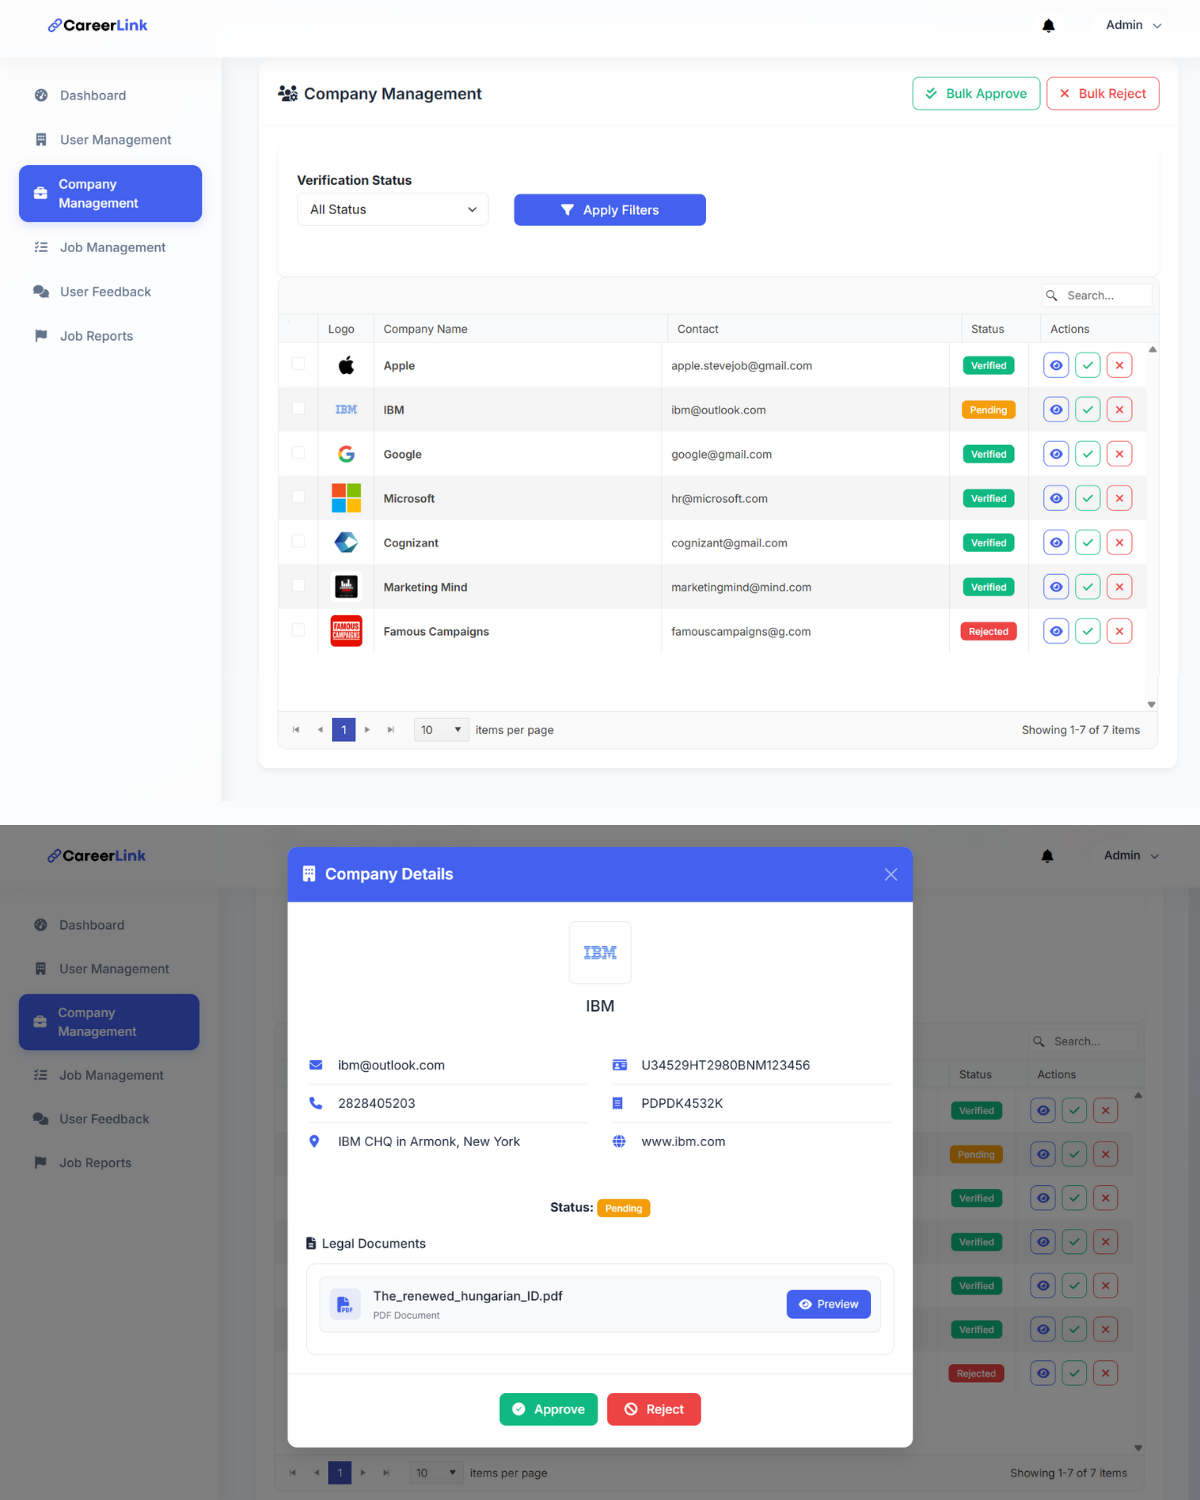 CareerLink
Admin
Dashboard
User Management
Company
Management
Job Management
User Feedback
Job Reports
Company Management
Bulk Approve
Bulk Reject
Verification Status
All Status
Apply Filters
Search...
Logo Company Name Contact Status Actions
Apple apple.stevejob@gmail.com Verified
IBM IBM ibm@outlook.com Pending
Google google@gmail.com Verified
Microsoft hr@microsoft.com Verified
Cognizant cognizant@gmail.com Verified
Marketing Mind marketingmind@mind.com Verified
FAMOUS CAMPAIGNS Famous Campaigns famouscampaigns@g.com Rejected
1 10 items per page Showing 1-7 of 7 items
CareerLink
Admin
Dashboard
User Management
Company
Management
Job Management
User Feedback
Job Reports
Company Details
IBM
IBM
ibm@outlook.com U34529HT2980BNM123456
2828405203 PDPDK4532K
IBM CHQ in Armonk, New York www.ibm.com
Status: Pending
Legal Documents
PDF
The_renewed_hungarian_ID.pdf
PDF Document
Preview
Approve Reject
Search...
Status Actions
Verified
Pending
Verified
Verified
Verified
Verified
Rejected
1 10 items per page Showing 1-7 of 7 items